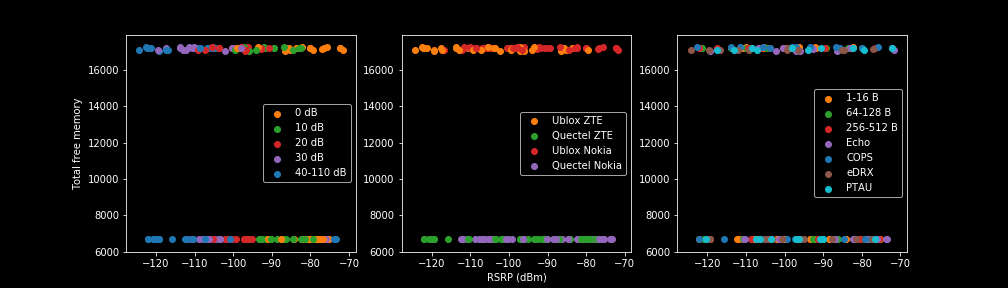 Total free memory
16000
14000
12000
10000
8000
6000
0 dB
10 dB
20 dB
30 dB
40-110 dB
−120
−110
−100
−90
−80
−70
16000
14000
12000
10000
8000
6000
Ublox ZTE
Quectel ZTE
Ublox Nokia
Quectel Nokia
−120
−110
−100
−90
−80
−70
RSRP (dBm)
16000
14000
12000
10000
8000
6000
1-16 B
64-128 B
256-512 B
Echo
COPS
eDRX
PTAU
−120
−110
−100
−90
−80
−70